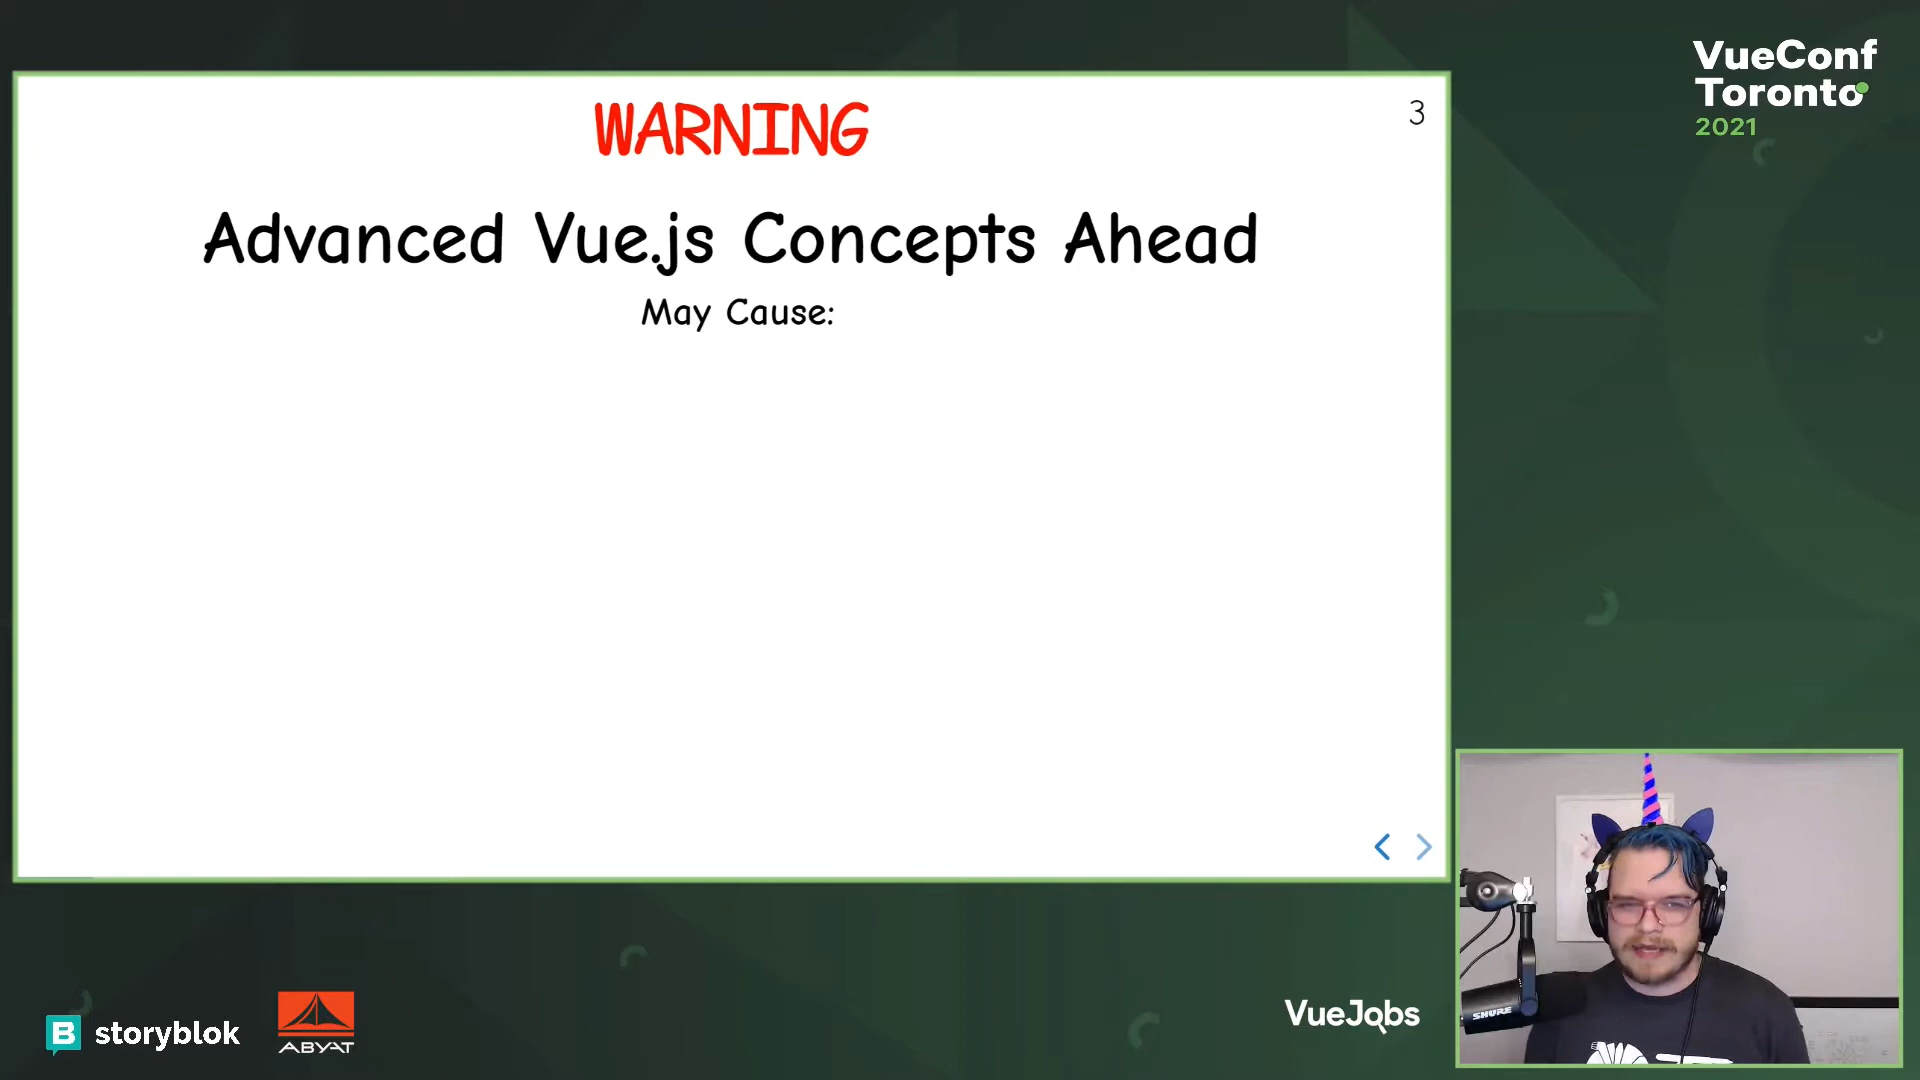 WARNING
3
Advanced Vue.js Concepts Ahead
May Cause:
VueConf
Toronto
2021
B storyblok
ABYAT
VueJobs
SHURE